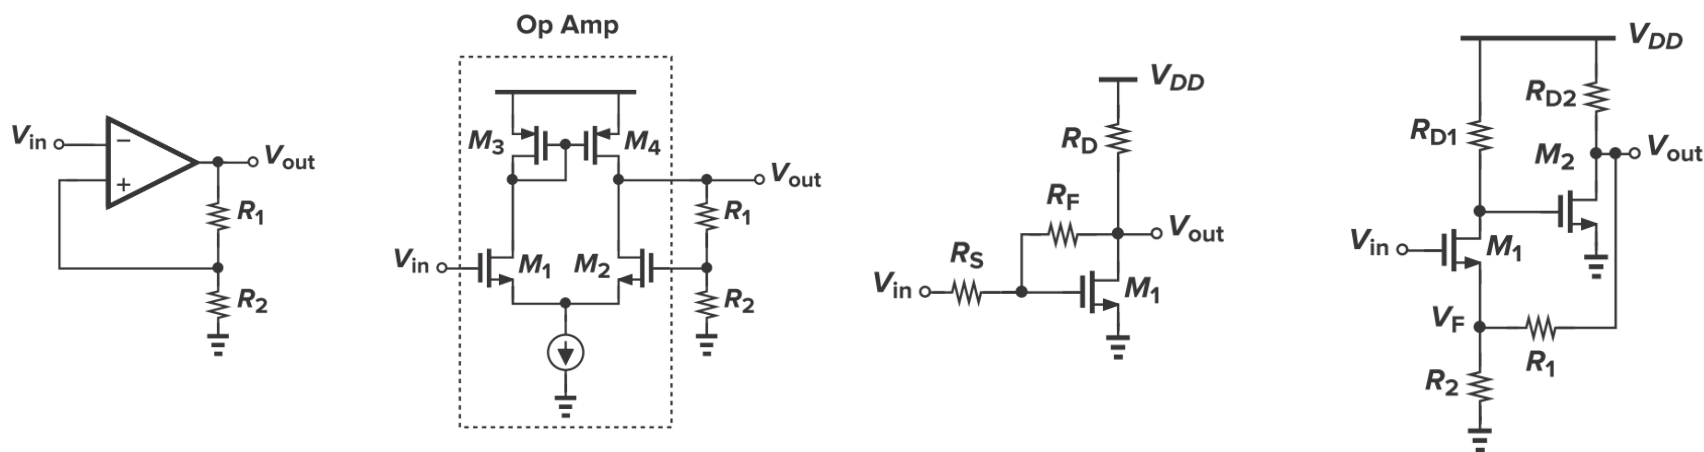 Op Amp
V_in
−
+
V_out
R_1
R_2
M_3
M_4
V_out
R_1
V_in
M_1
M_2
R_2
V_DD
R_D
R_F
V_out
R_S
V_in
M_1
V_DD
R_D2
R_D1
M_2
V_out
V_in
M_1
V_F
R_1
R_2